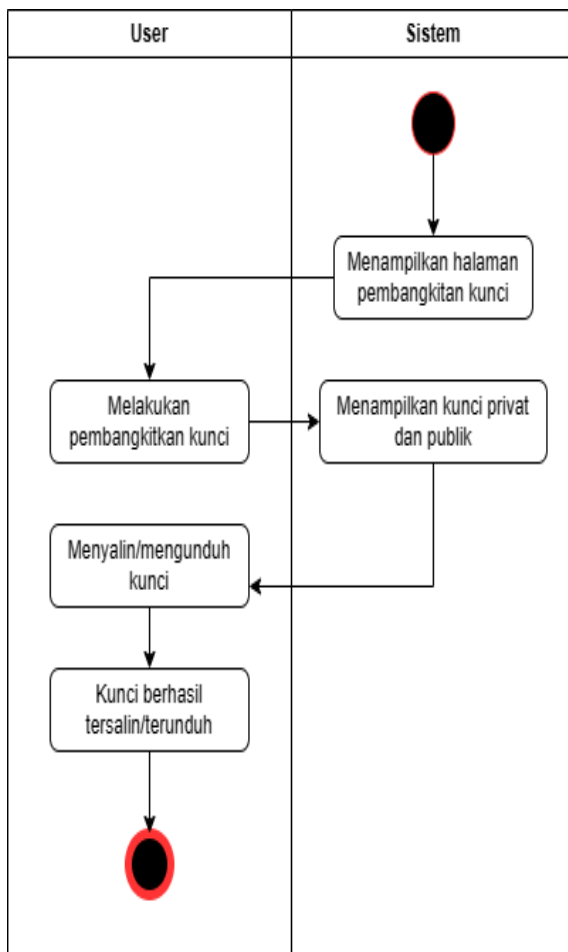 User
Sistem
Menampilkan halaman
pembangkitan kunci
Melakukan
pembangkitkan kunci
Menampilkan kunci privat
dan publik
Menyalin/mengunduh
kunci
Kunci berhasil
tersalin/terunduh